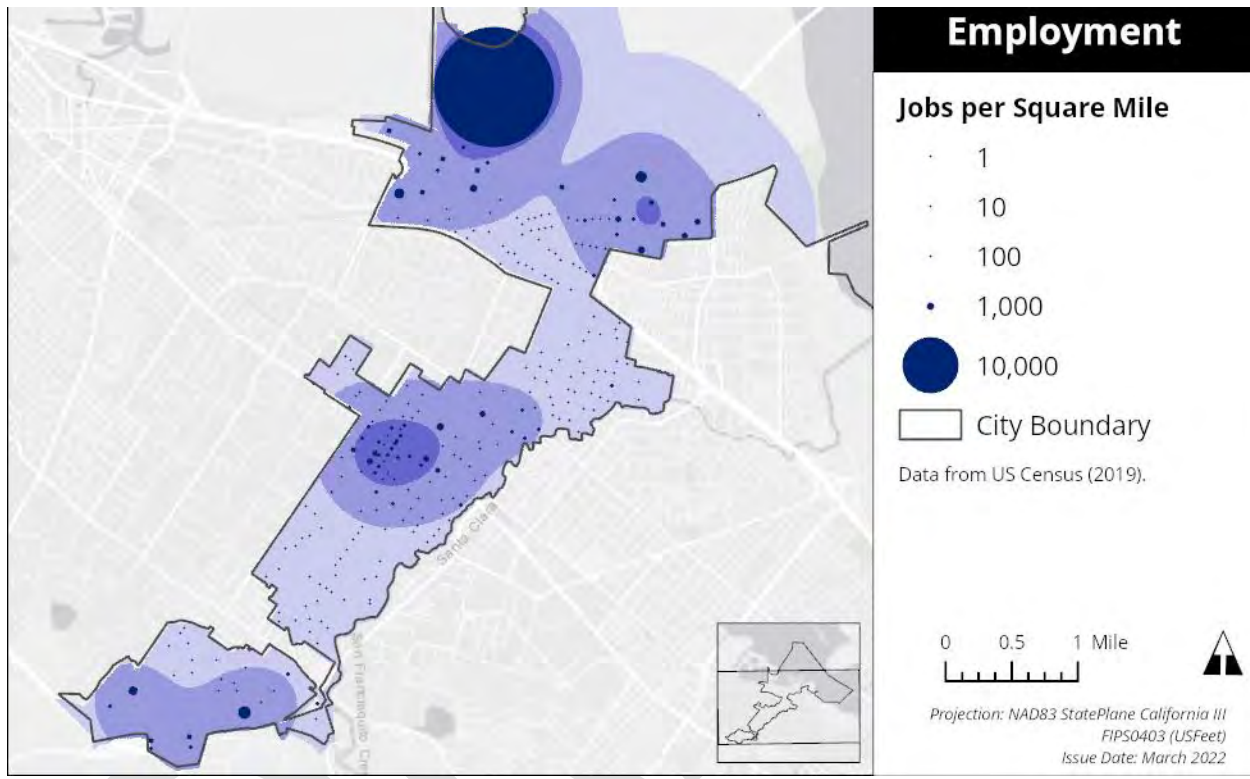 Employment
Jobs per Square Mile
1
10
100
1,000
10,000
City Boundary
Data from US Census (2019).
Santa Clara
San Francisquito Cre
0 0.5 1 Mile
Projection: NAD83 StatePlane California III
FIPS0403 (USFeet)
Issue Date: March 2022